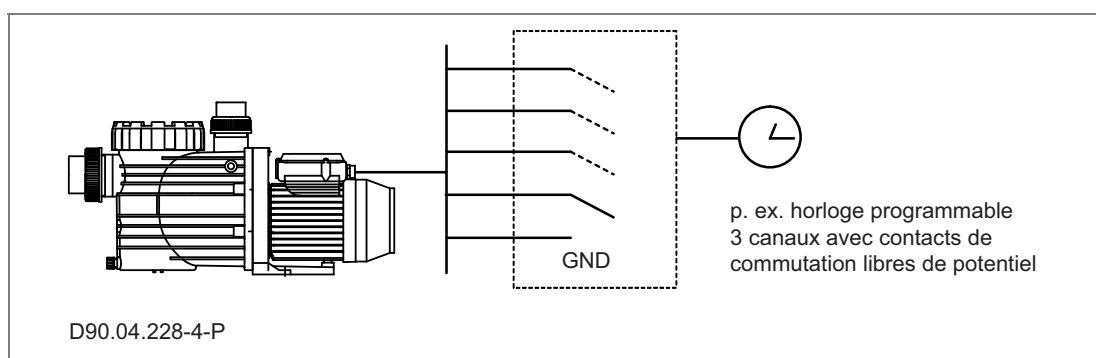 GND
p. ex. horloge programmable
3 canaux avec contacts de
commutation libres de potentiel
D90.04.228-4-P